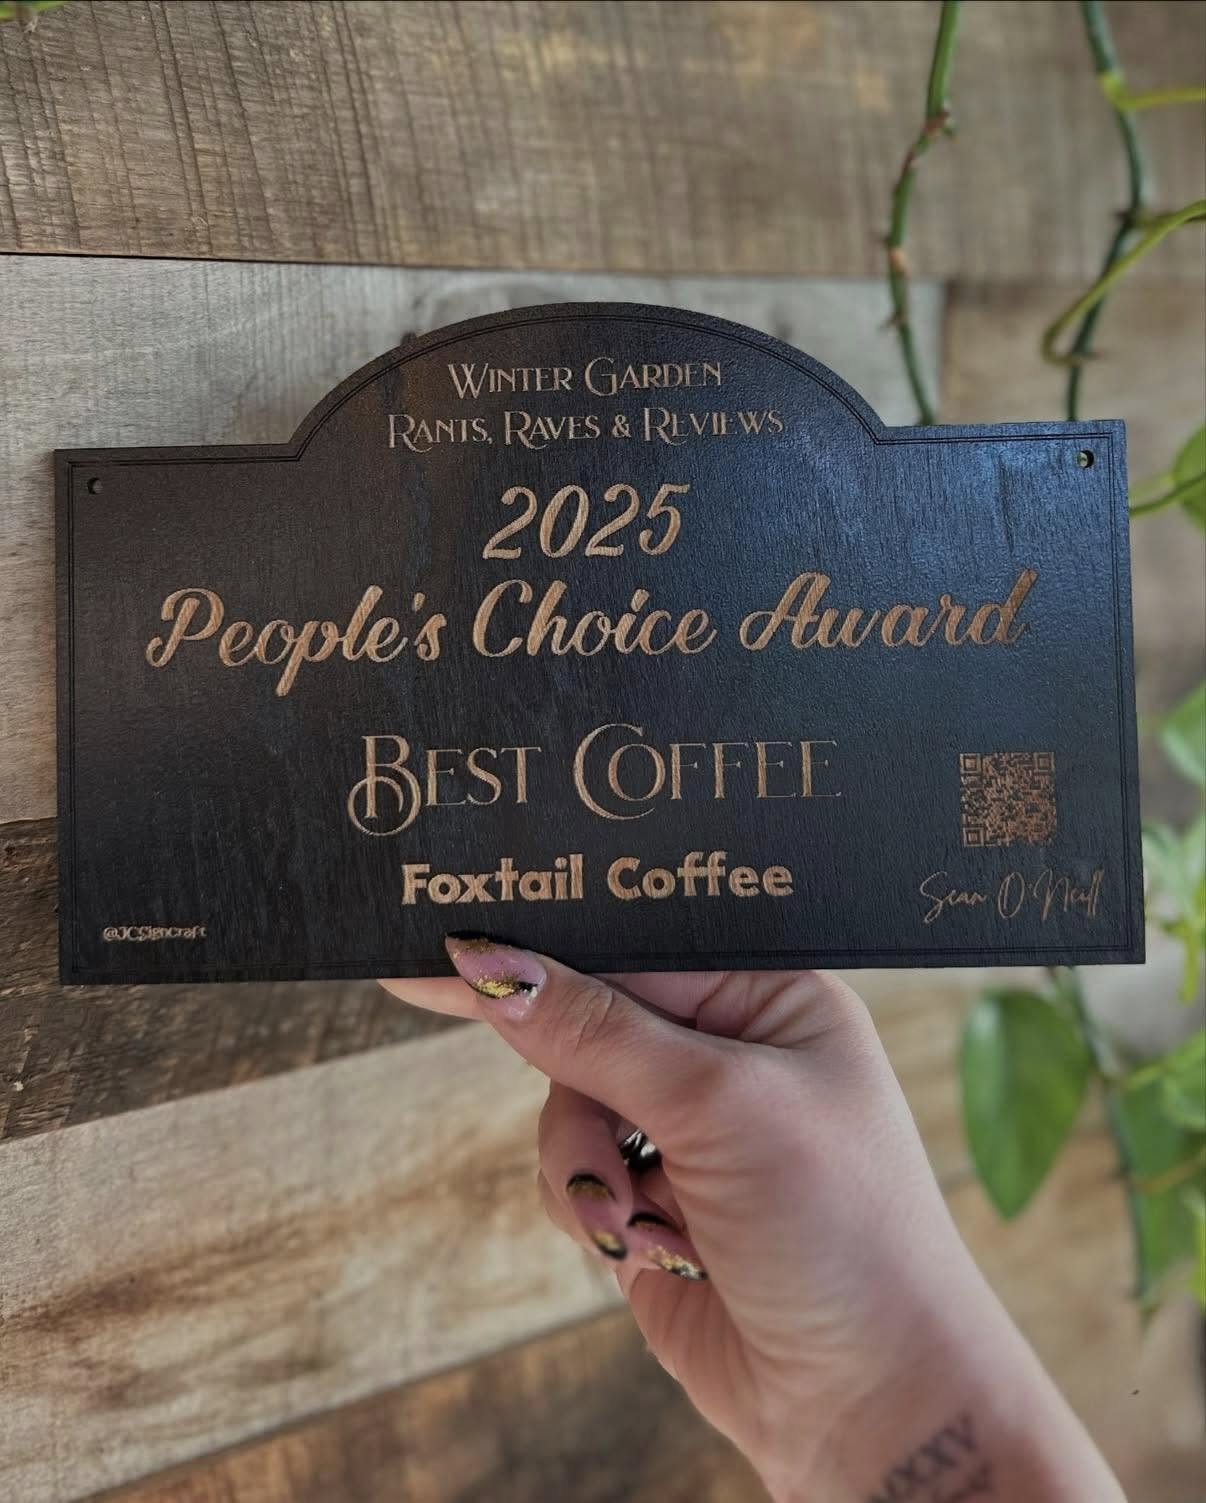 Winter Garden
Rants, Raves & Reviews
2025
People's Choice Award
Best Coffee
Foxtail Coffee
Sean O'Neill
@JCSigncraft